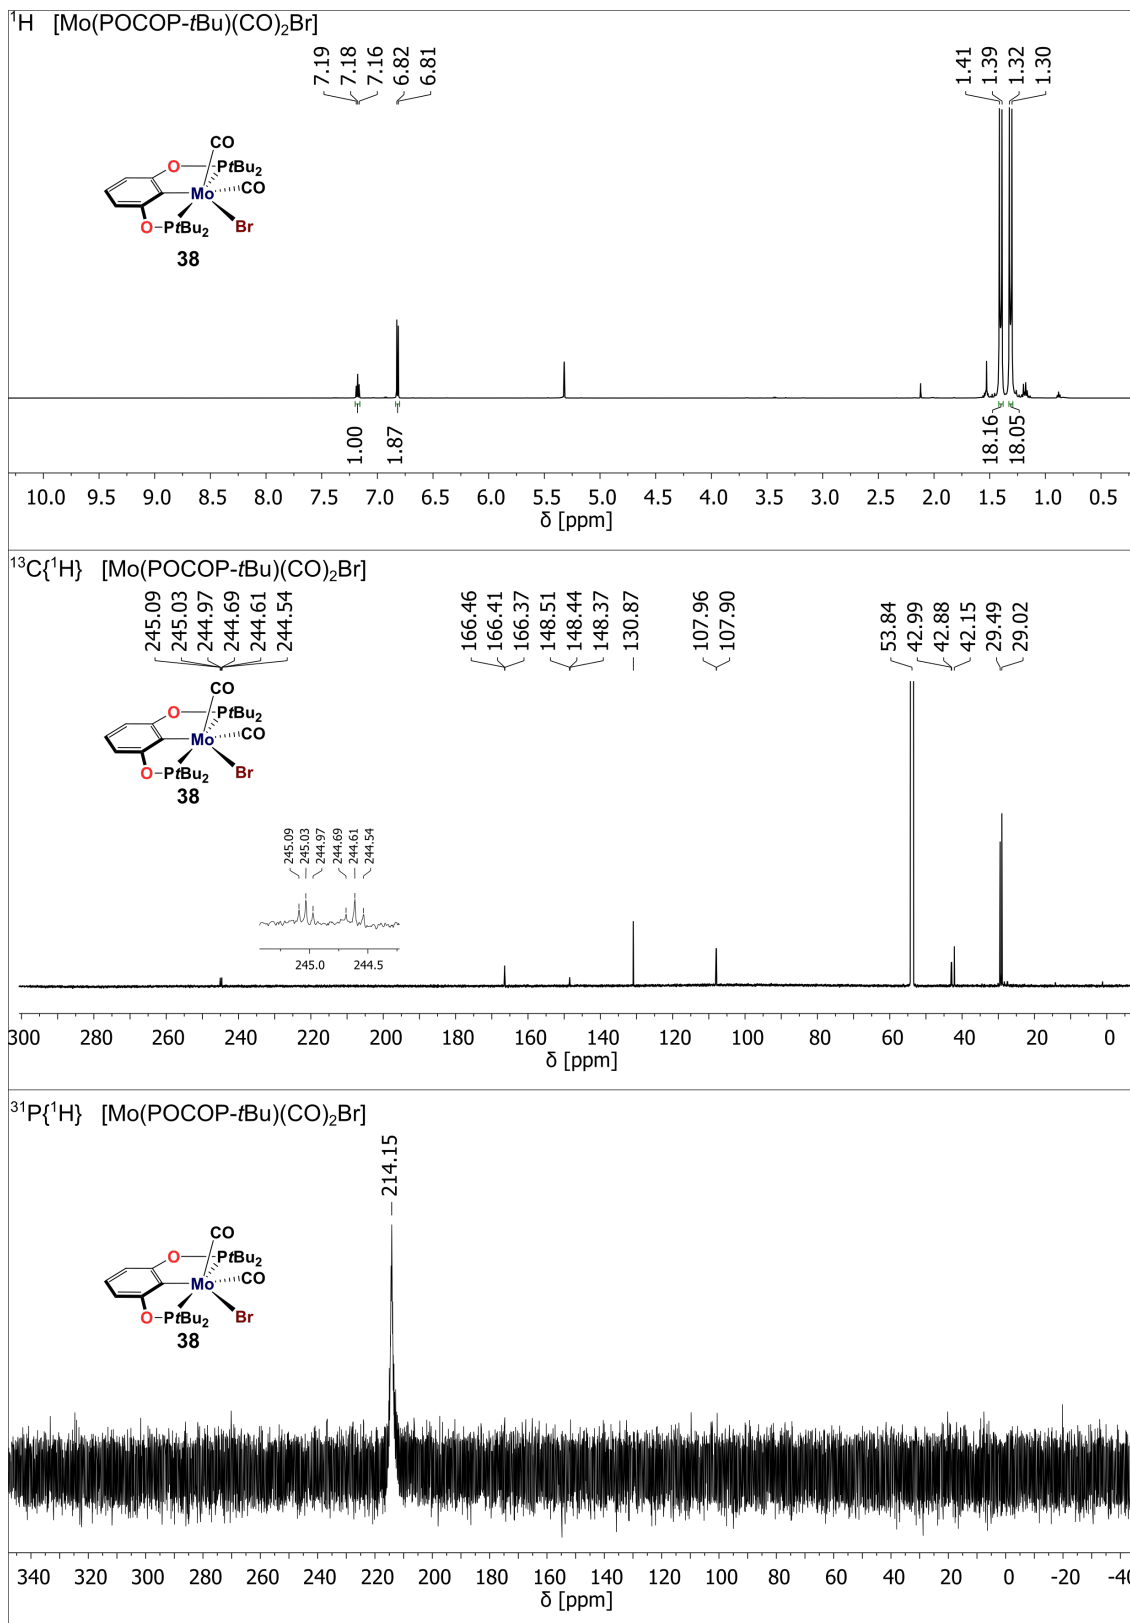 ¹H [Mo(POCOP-tBu)(CO)₂Br]
7.19 7.18 7.16 6.82 6.81 1.41 1.39 1.32 1.30
CO
O PtBu₂
Mo CO
O PtBu₂ Br
38
1.00 1.87 18.16 18.05
10.0 9.5 9.0 8.5 8.0 7.5 7.0 6.5 6.0 5.5 5.0 4.5 4.0 3.5 3.0 2.5 2.0 1.5 1.0 0.5
δ [ppm]
¹³C{¹H} [Mo(POCOP-tBu)(CO)₂Br]
245.09 245.03 244.97 244.69 244.61 244.54 166.46 166.41 166.37 148.51 148.44 148.37 130.87 107.96 107.90 53.84 42.99 42.88 42.15 29.49 29.02
CO
O PtBu₂
Mo CO
O PtBu₂ Br
38
245.09 245.03 244.97 244.69 244.61 244.54
245.0 244.5
300 280 260 240 220 200 180 160 140 120 100 80 60 40 20 0
δ [ppm]
³¹P{¹H} [Mo(POCOP-tBu)(CO)₂Br]
214.15
CO
O PtBu₂
Mo CO
O PtBu₂ Br
38
340 320 300 280 260 240 220 200 180 160 140 120 100 80 60 40 20 0 -20 -40
δ [ppm]